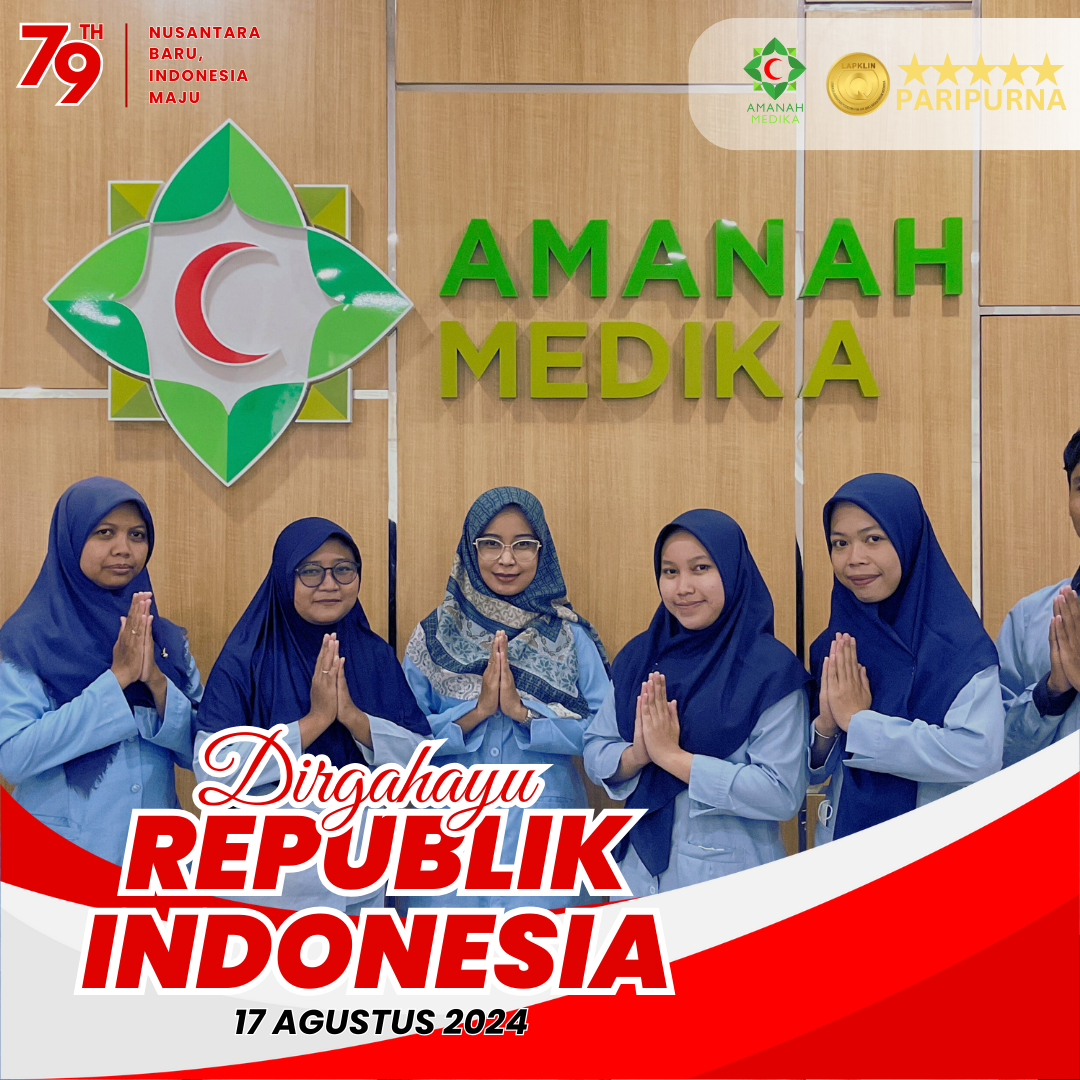 79TH
NUSANTARA
BARU,
INDONESIA
MAJU
AMANAH
MEDIKA
LAPKLIN
PARIPURNA
AMANAH
MEDIKA
Dirgahayu
REPUBLIK
INDONESIA
17 AGUSTUS 2024